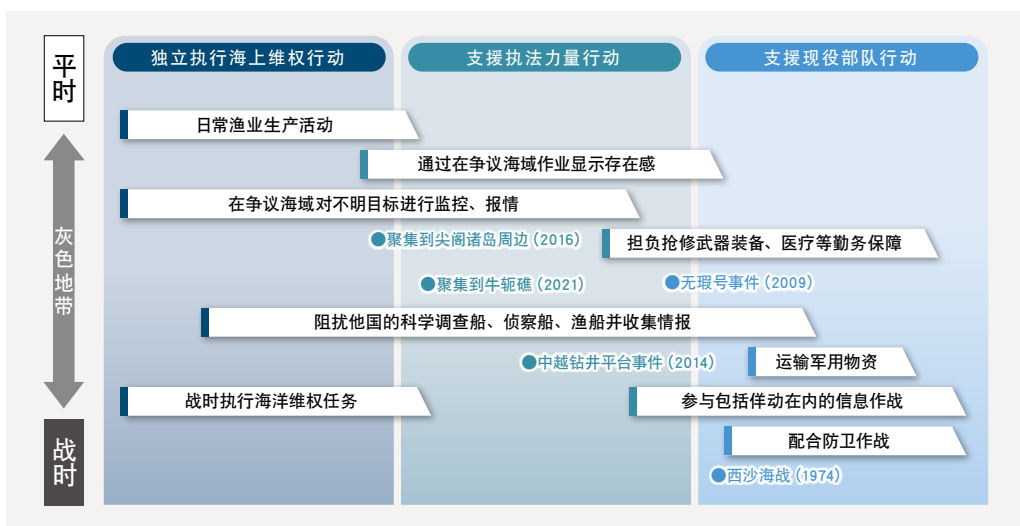 平时
独立执行海上维权行动
支援执法力量行动
支援现役部队行动
日常渔业生产活动
通过在争议海域作业显示存在感
在争议海域对不明目标进行监控、报情
灰色地带
●聚集到尖阁诸岛周边（2016）
担负抢修武器装备、医疗等勤务保障
●聚集到牛轭礁（2021）
●无瑕号事件（2009）
阻扰他国的科学调查船、侦察船、渔船并收集情报
●中越钻井平台事件（2014）
运输军用物资
战时执行海洋维权任务
参与包括佯动在内的信息作战
战时
配合防卫作战
●西沙海战（1974）